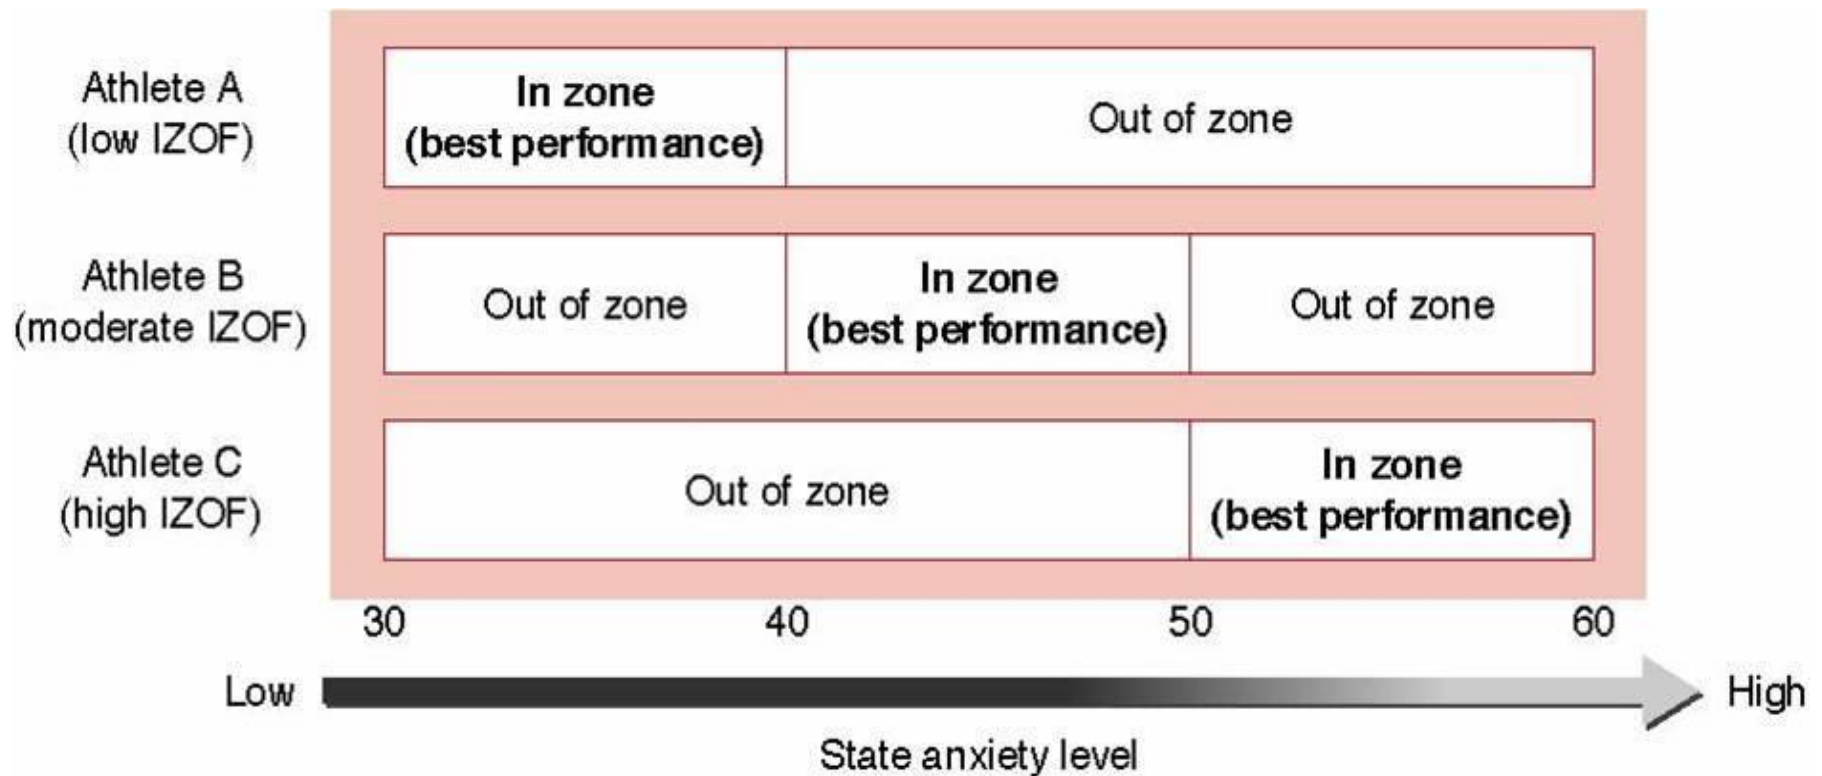 Athlete A
(low IZOF)
In zone
(best performance)
Out of zone
Athlete B
(moderate IZOF)
Out of zone
In zone
(best performance)
Out of zone
Athlete C
(high IZOF)
Out of zone
In zone
(best performance)
30 40 50 60
Low High
State anxiety level